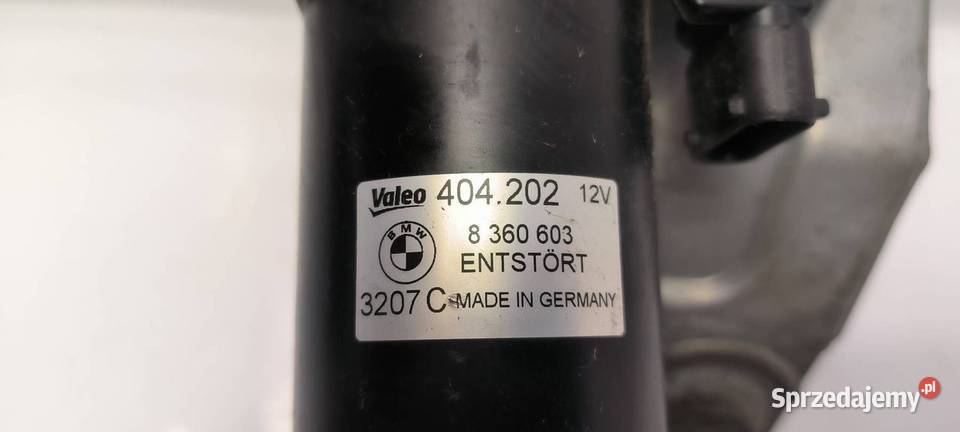 Valeo 404.202 12V
BMW
8 360 603
ENTSTÖRT
3207 C MADE IN GERMANY
Sprzedajemy.pl